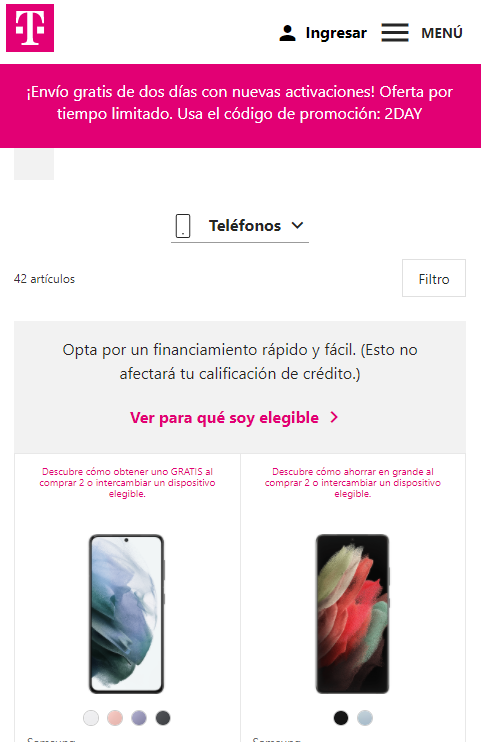 T
Ingresar
MENÚ
¡Envío gratis de dos días con nuevas activaciones! Oferta por
tiempo limitado. Usa el código de promoción: 2DAY
Teléfonos
42 artículos
Filtro
Opta por un financiamiento rápido y fácil. (Esto no
afectará tu calificación de crédito.)
Ver para qué soy elegible
Descubre cómo obtener uno GRATIS al
comprar 2 o intercambiar un dispositivo
elegible.
Descubre cómo ahorrar en grande al
comprar 2 o intercambiar un dispositivo
elegible.
Samsung
Samsung